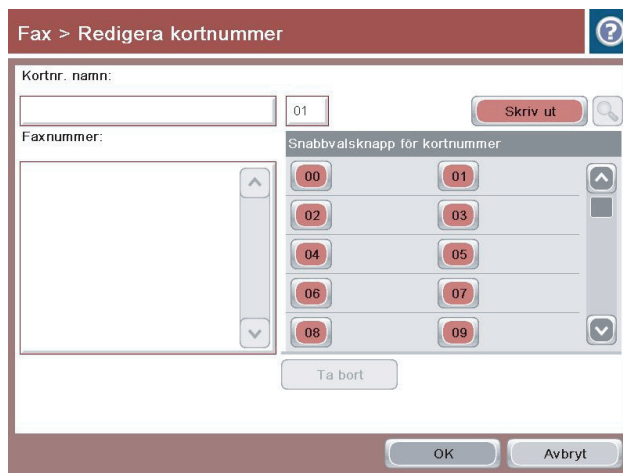 Fax > Redigera kortnummer
?
Kortnr. namn:
01
Skriv ut
Faxnummer:
Snabbvalsknapp för kortnummer
00 01
02 03
04 05
06 07
08 09
Ta bort
OK Avbryt